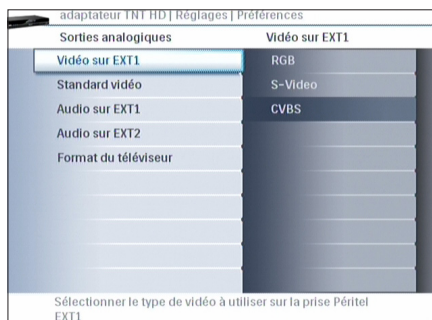 adaptateur TNT HD | Réglages | Préférences
Sorties analogiques
Vidéo sur EXT1
Vidéo sur EXT1
RGB
Standard vidéo
S-Video
Audio sur EXT1
CVBS
Audio sur EXT2
Format du téléviseur
Sélectionner le type de vidéo à utiliser sur la prise Péritel
EXT1